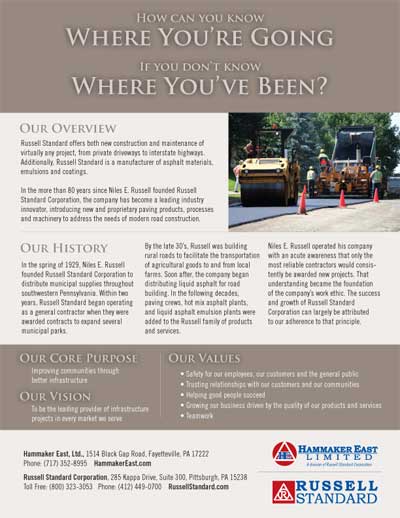 How can you know
Where You're Going
If you don't know
Where You've Been?
Our Overview
Russell Standard offers both new construction and maintenance of
virtually any project, from private driveways to interstate highways.
Additionally, Russell Standard is a manufacturer of asphalt materials,
emulsions and coatings.
In the more than 80 years since Niles E. Russell founded Russell
Standard Corporation, the company has become a leading industry
innovator, introducing new and proprietary paving products, processes
and machinery to address the needs of modern road construction.
Our History
In the spring of 1929, Niles E. Russell
founded Russell Standard Corporation to
distribute municipal supplies throughout
southwestern Pennsylvania. Within two
years, Russell Standard began operating
as a general contractor when they were
awarded contracts to expand several
municipal parks.
By the late 30's, Russell was building
rural roads to facilitate the transportation
of agricultural goods to and from local
farms. Soon after, the company began
distributing liquid asphalt for road
building. In the following decades,
paving crews, hot mix asphalt plants,
and liquid asphalt emulsion plants were
added to the Russell family of products
and services.
Niles E. Russell operated his company
with an acute awareness that only the
most reliable contractors would consis-
tently be awarded new projects. That
understanding became the foundation
of the company's work ethic. The success
and growth of Russell Standard
Corporation can largely be attributed
to our adherence to that principle.
Our Core Purpose
Improving communities through
better infrastructure
Our Vision
To be the leading provider of infrastructure
projects in every market we serve
Our Values
• Safety for our employees, our customers and the general public
• Trusting relationships with our customers and our communities
• Helping good people succeed
• Growing our business driven by the quality of our products and services
• Teamwork
Hammaker East, Ltd., 1514 Black Gap Road, Fayetteville, PA 17222
Phone: (717) 352-8995 HammakerEast.com
Russell Standard Corporation, 285 Kappa Drive, Suite 300, Pittsburgh, PA 15238
Toll Free: (800) 323-3053 Phone: (412) 449-0700 RussellStandard.com
Hammaker East
Limited
A division of Russell Standard Corporation
RUSSELL
STANDARD